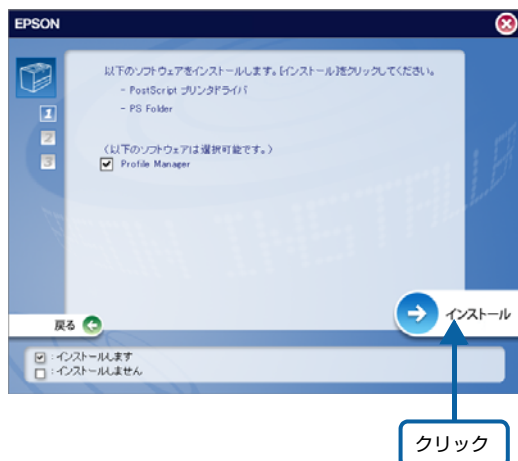 EPSON
以下のソフトウェアをインストールします。[インストール]をクリックしてください。
- PostScript プリンタドライバ
- PS Folder
1
2
3
（以下のソフトウェアは選択可能です。）
Profile Manager
インストール
戻る
：インストールします
：インストールしません
クリック